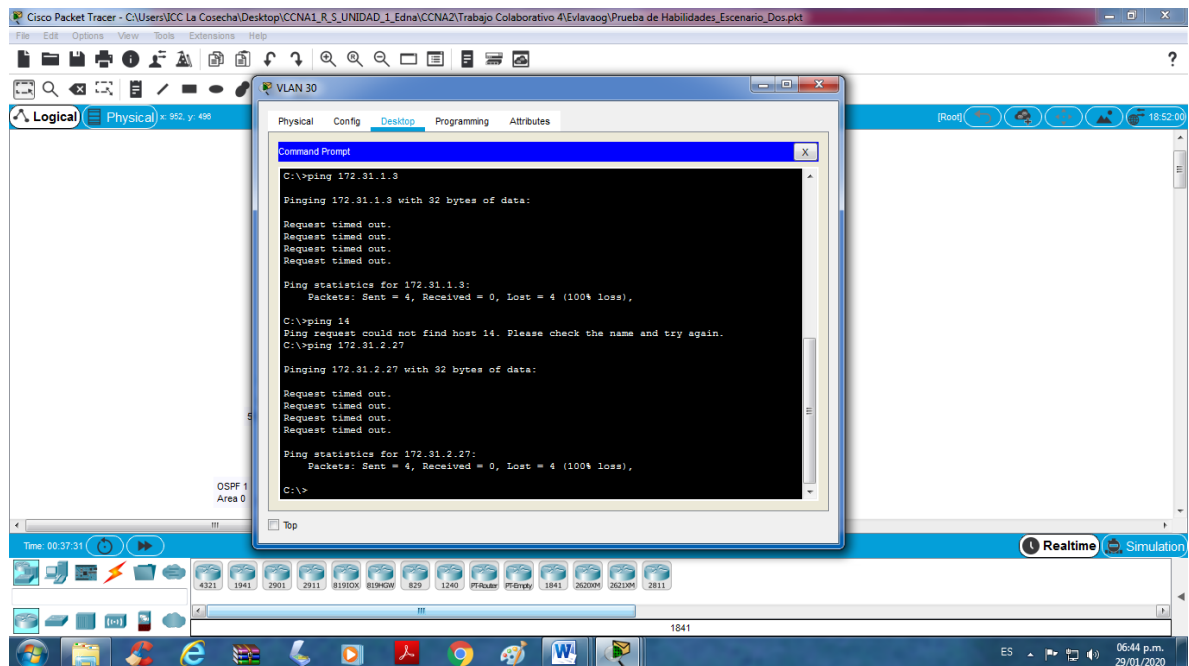 Cisco Packet Tracer - C:\Users\ICC La Cosecha\Desktop\CCNA1_R_S_UNIDAD_1_Edna\CCNA2\Trabajo Colaborativo 4\Evlavaog\Prueba de Habilidades_Escenario_Dos.pkt
File Edit Options View Tools Extensions Help
?
Logical Physical x: 952, y: 496
[Root] 18:52:00
VLAN 30
Physical Config Desktop Programming Attributes
Command Prompt
X
C:\>ping 172.31.1.3
Pinging 172.31.1.3 with 32 bytes of data:
Request timed out.
Request timed out.
Request timed out.
Request timed out.
Ping statistics for 172.31.1.3:
Packets: Sent = 4, Received = 0, Lost = 4 (100% loss),
C:\>ping 14
Ping request could not find host 14. Please check the name and try again.
C:\>ping 172.31.2.27
Pinging 172.31.2.27 with 32 bytes of data:
Request timed out.
Request timed out.
Request timed out.
Request timed out.
Ping statistics for 172.31.2.27:
Packets: Sent = 4, Received = 0, Lost = 4 (100% loss),
C:\>
Top
5
OSPF 1
Area 0
Time: 00:37:31
Realtime Simulation
4321 1941 2901 2911 819IOX 819HGW 829 1240 PT-Router PT-Empty 1841 2620XM 2621XM 2811
1841
ES
06:44 p.m.
29/01/2020